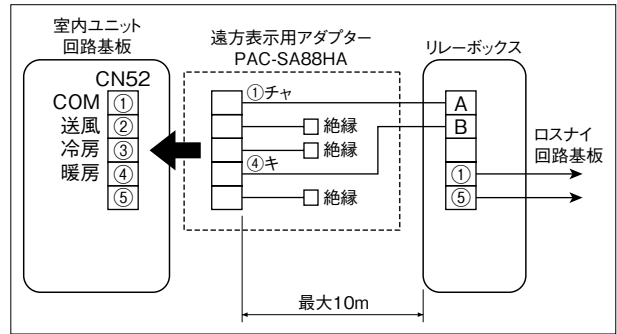 室内ユニット
回路基板
CN52
COM ①
送風 ②
冷房 ③
暖房 ④
⑤
遠方表示用アダプター
PAC-SA88HA
①チャ
絶縁
絶縁
④キ
絶縁
リレーボックス
A
B
①
⑤
ロスナイ
回路基板
最大10m